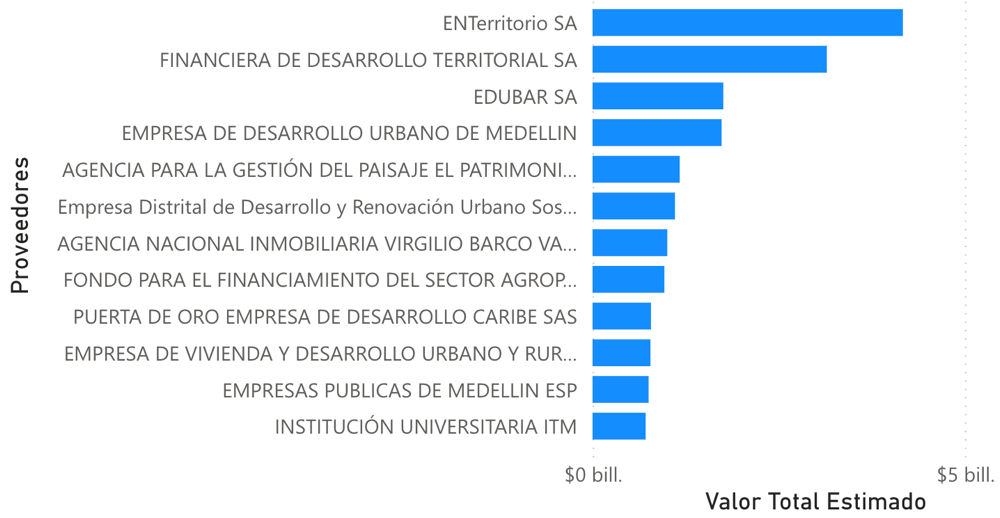 ENTerritorio SA
FINANCIERA DE DESARROLLO TERRITORIAL SA
EDUBAR SA
EMPRESA DE DESARROLLO URBANO DE MEDELLIN
AGENCIA PARA LA GESTIÓN DEL PAISAJE EL PATRIMONI...
Empresa Distrital de Desarrollo y Renovación Urbano Sos...
AGENCIA NACIONAL INMOBILIARIA VIRGILIO BARCO VA...
FONDO PARA EL FINANCIAMIENTO DEL SECTOR AGROP...
PUERTA DE ORO EMPRESA DE DESARROLLO CARIBE SAS
EMPRESA DE VIVIENDA Y DESARROLLO URBANO Y RUR...
EMPRESAS PUBLICAS DE MEDELLIN ESP
INSTITUCIÓN UNIVERSITARIA ITM
Proveedores
$0 bill.
$5 bill.
Valor Total Estimado